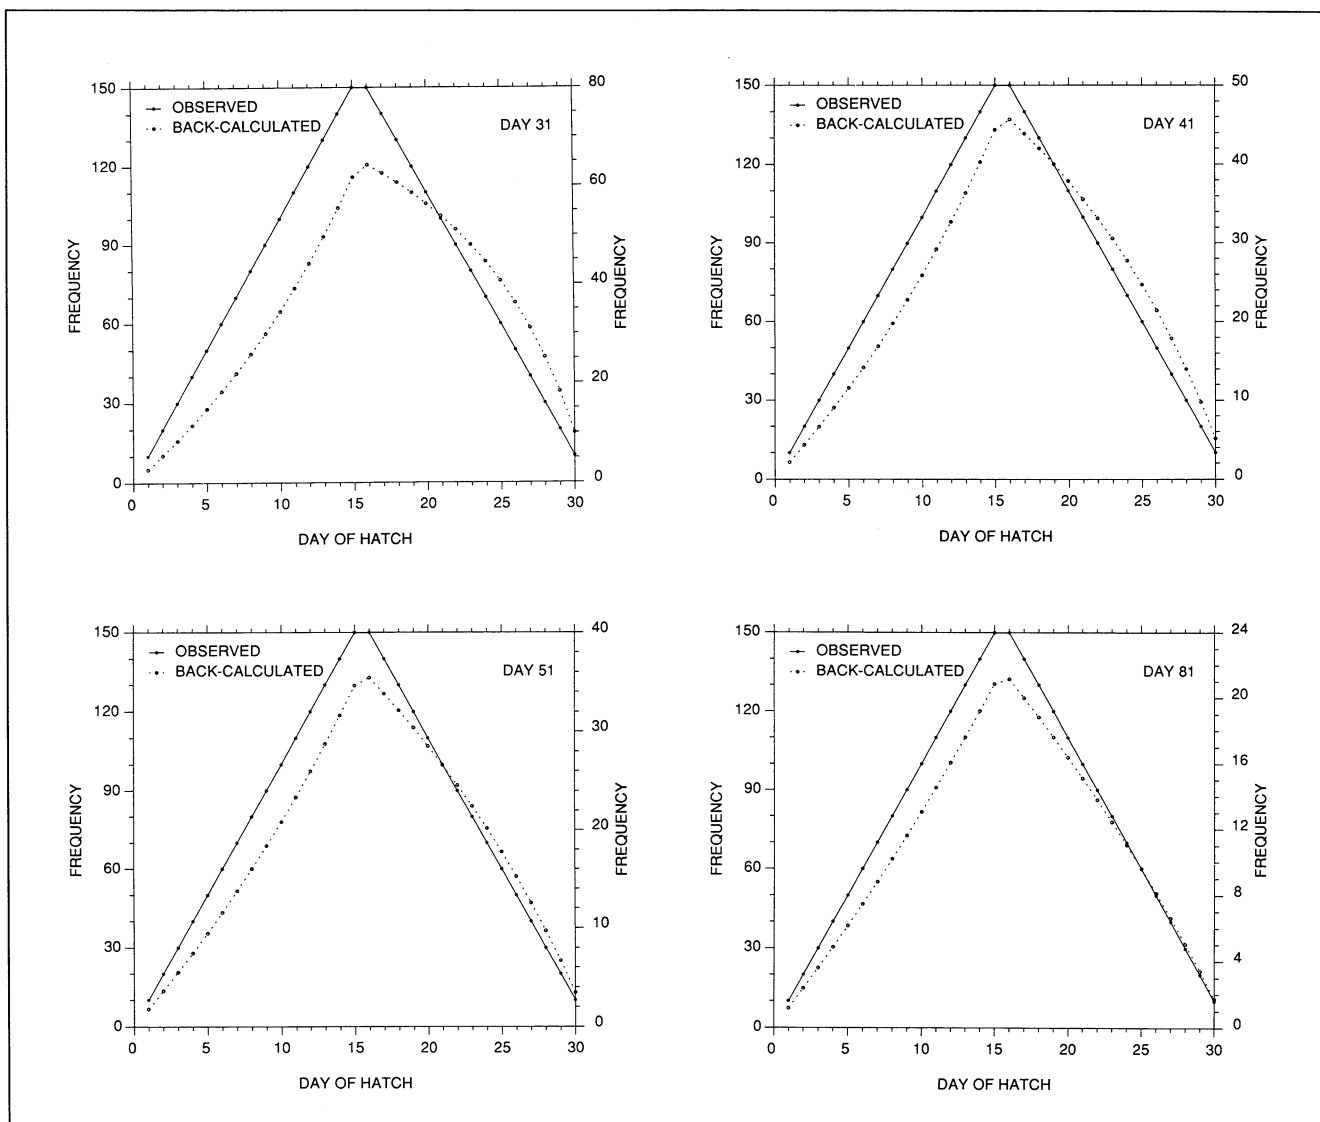 OBSERVED
BACK-CALCULATED
DAY 31
150
120
90
60
30
0
80
60
40
20
0
0 5 10 15 20 25 30
FREQUENCY
FREQUENCY
DAY OF HATCH
OBSERVED
BACK-CALCULATED
DAY 41
150
120
90
60
30
0
50
40
30
20
10
0
0 5 10 15 20 25 30
FREQUENCY
FREQUENCY
DAY OF HATCH
OBSERVED
BACK-CALCULATED
DAY 51
150
120
90
60
30
0
40
30
20
10
0
0 5 10 15 20 25 30
FREQUENCY
FREQUENCY
DAY OF HATCH
OBSERVED
BACK-CALCULATED
DAY 81
150
120
90
60
30
0
24
20
16
12
8
4
0
0 5 10 15 20 25 30
FREQUENCY
FREQUENCY
DAY OF HATCH